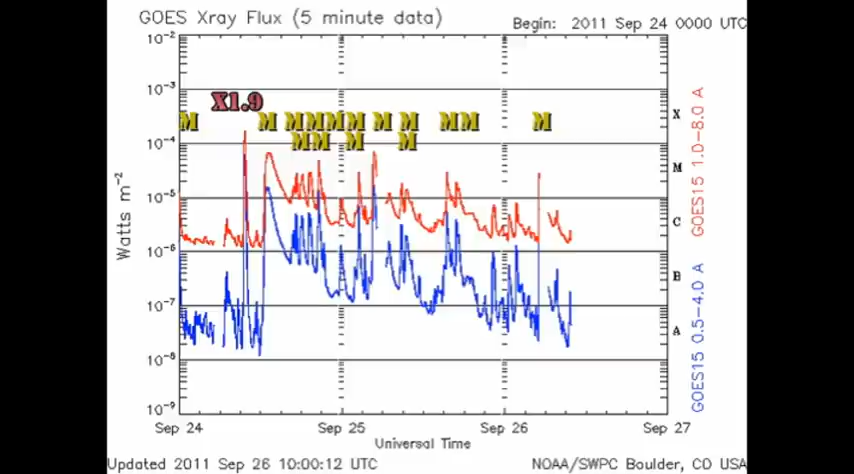 GOES Xray Flux (5 minute data)
Begin: 2011 Sep 24 0000 UTC
10-2
10-3
10-4
10-5
10-6
10-7
10-8
10-9
Watts m-2
X1.9
M M M M M M M M M M M M
M M M M
X
M
C
B
A
GOES15 1.0-8.0 A
GOES15 0.5-4.0 A
Sep 24
Sep 25
Sep 26
Sep 27
Universal Time
Updated 2011 Sep 26 10:00:12 UTC
NOAA/SWPC Boulder, CO USA